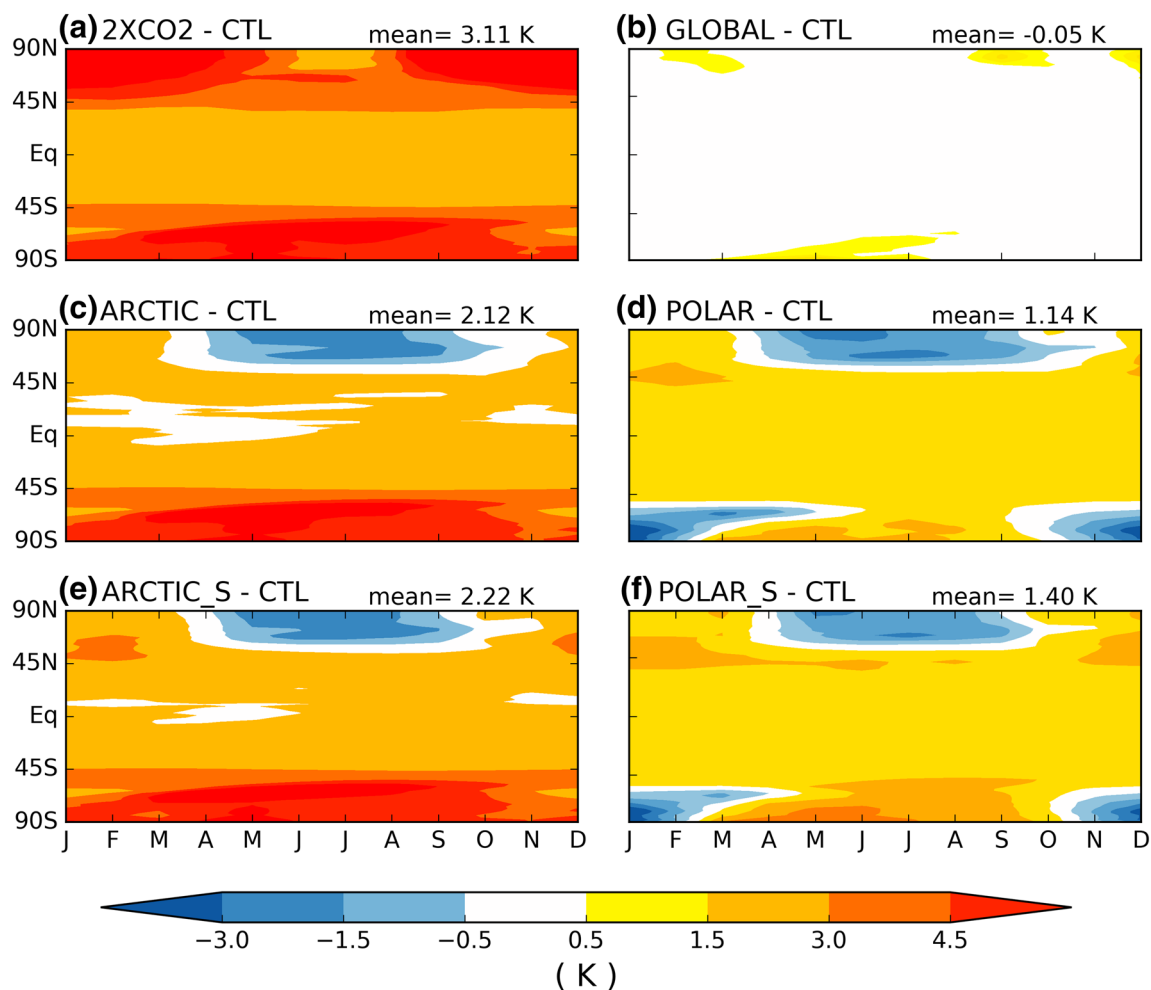 (a) 2XCO2 - CTL mean= 3.11 K
(b) GLOBAL - CTL mean= -0.05 K
90N
45N
Eq
45S
90S
(c) ARCTIC - CTL mean= 2.12 K
(d) POLAR - CTL mean= 1.14 K
90N
45N
Eq
45S
90S
(e) ARCTIC_S - CTL mean= 2.22 K
(f) POLAR_S - CTL mean= 1.40 K
90N
45N
Eq
45S
90S
J F M A M J J A S O N D
J F M A M J J A S O N D
−3.0 −1.5 −0.5 0.5 1.5 3.0 4.5
( K )